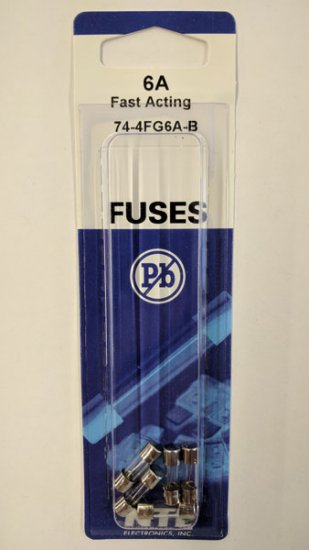 6A
Fast Acting
74-4FG6A-B
FUSES
Pb
NTE
ELECTRONICS, INC.